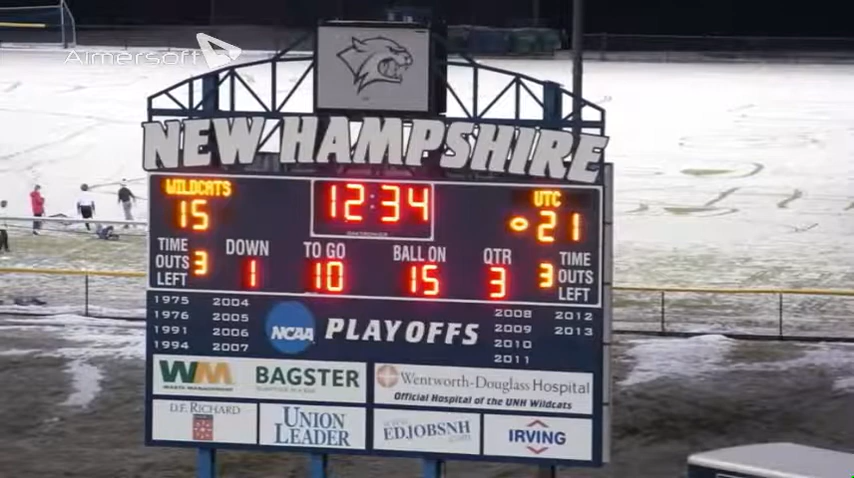 Aimersoft
NEW HAMPSHIRE
WILDCATS 12:34 UTC
15 21
TIME OUTS LEFT 3 DOWN 1 TO GO 10 BALL ON 15 QTR 3 3 TIME OUTS LEFT
1975 2004
1976 2005
1991 2006
1994 2007
NCAA PLAYOFFS
2008 2012
2009 2013
2010
2011
WM
WASTE MANAGEMENT
BAGSTER
Wentworth-Douglass Hospital
Official Hospital of the UNH Wildcats
D.F. RICHARD
UNION LEADER
EDJOBSNH.com
IRVING